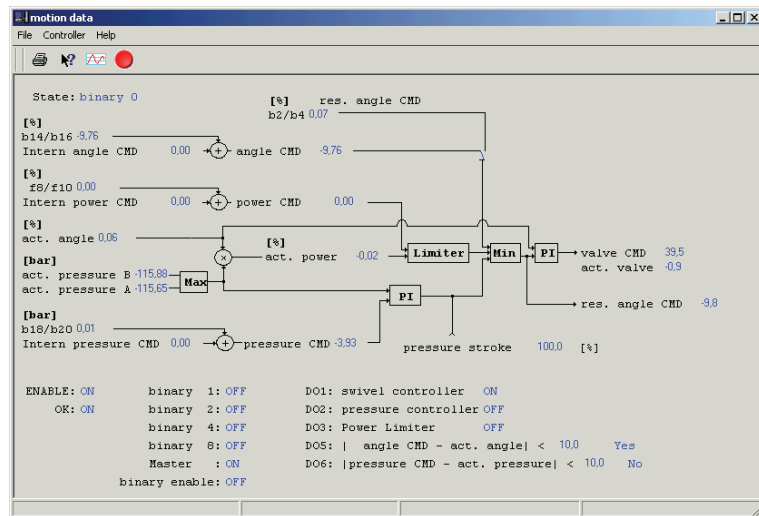 motion data
File Controller Help
State: binary 0
[%] res. angle CMD
b2/b4 0,07
[%]
b14/b16 -9,76
Intern angle CMD 0,00 + angle CMD -9,76
[%]
f8/f10 0,00
Intern power CMD 0,00 + power CMD 0,00
[%]
act. angle 0,06
[%]
x act. power -0,02 Limiter Min PI valve CMD 39,5
act. valve -0,9
[bar]
act. pressure B -115,88
act. pressure A -115,65 Max
PI
res. angle CMD -9,8
[bar]
b18/b20 0,01
Intern pressure CMD 0,00 + pressure CMD -3,93
pressure stroke 100,0 [%]
ENABLE: ON binary 1: OFF DO1: swivel controller ON
OK: ON binary 2: OFF DO2: pressure controller OFF
binary 4: OFF DO3: Power Limiter OFF
binary 8: OFF DO5: | angle CMD - act. angle| < 10,0 Yes
Master : ON DO6: |pressure CMD - act. pressure| < 10,0 No
binary enable: OFF